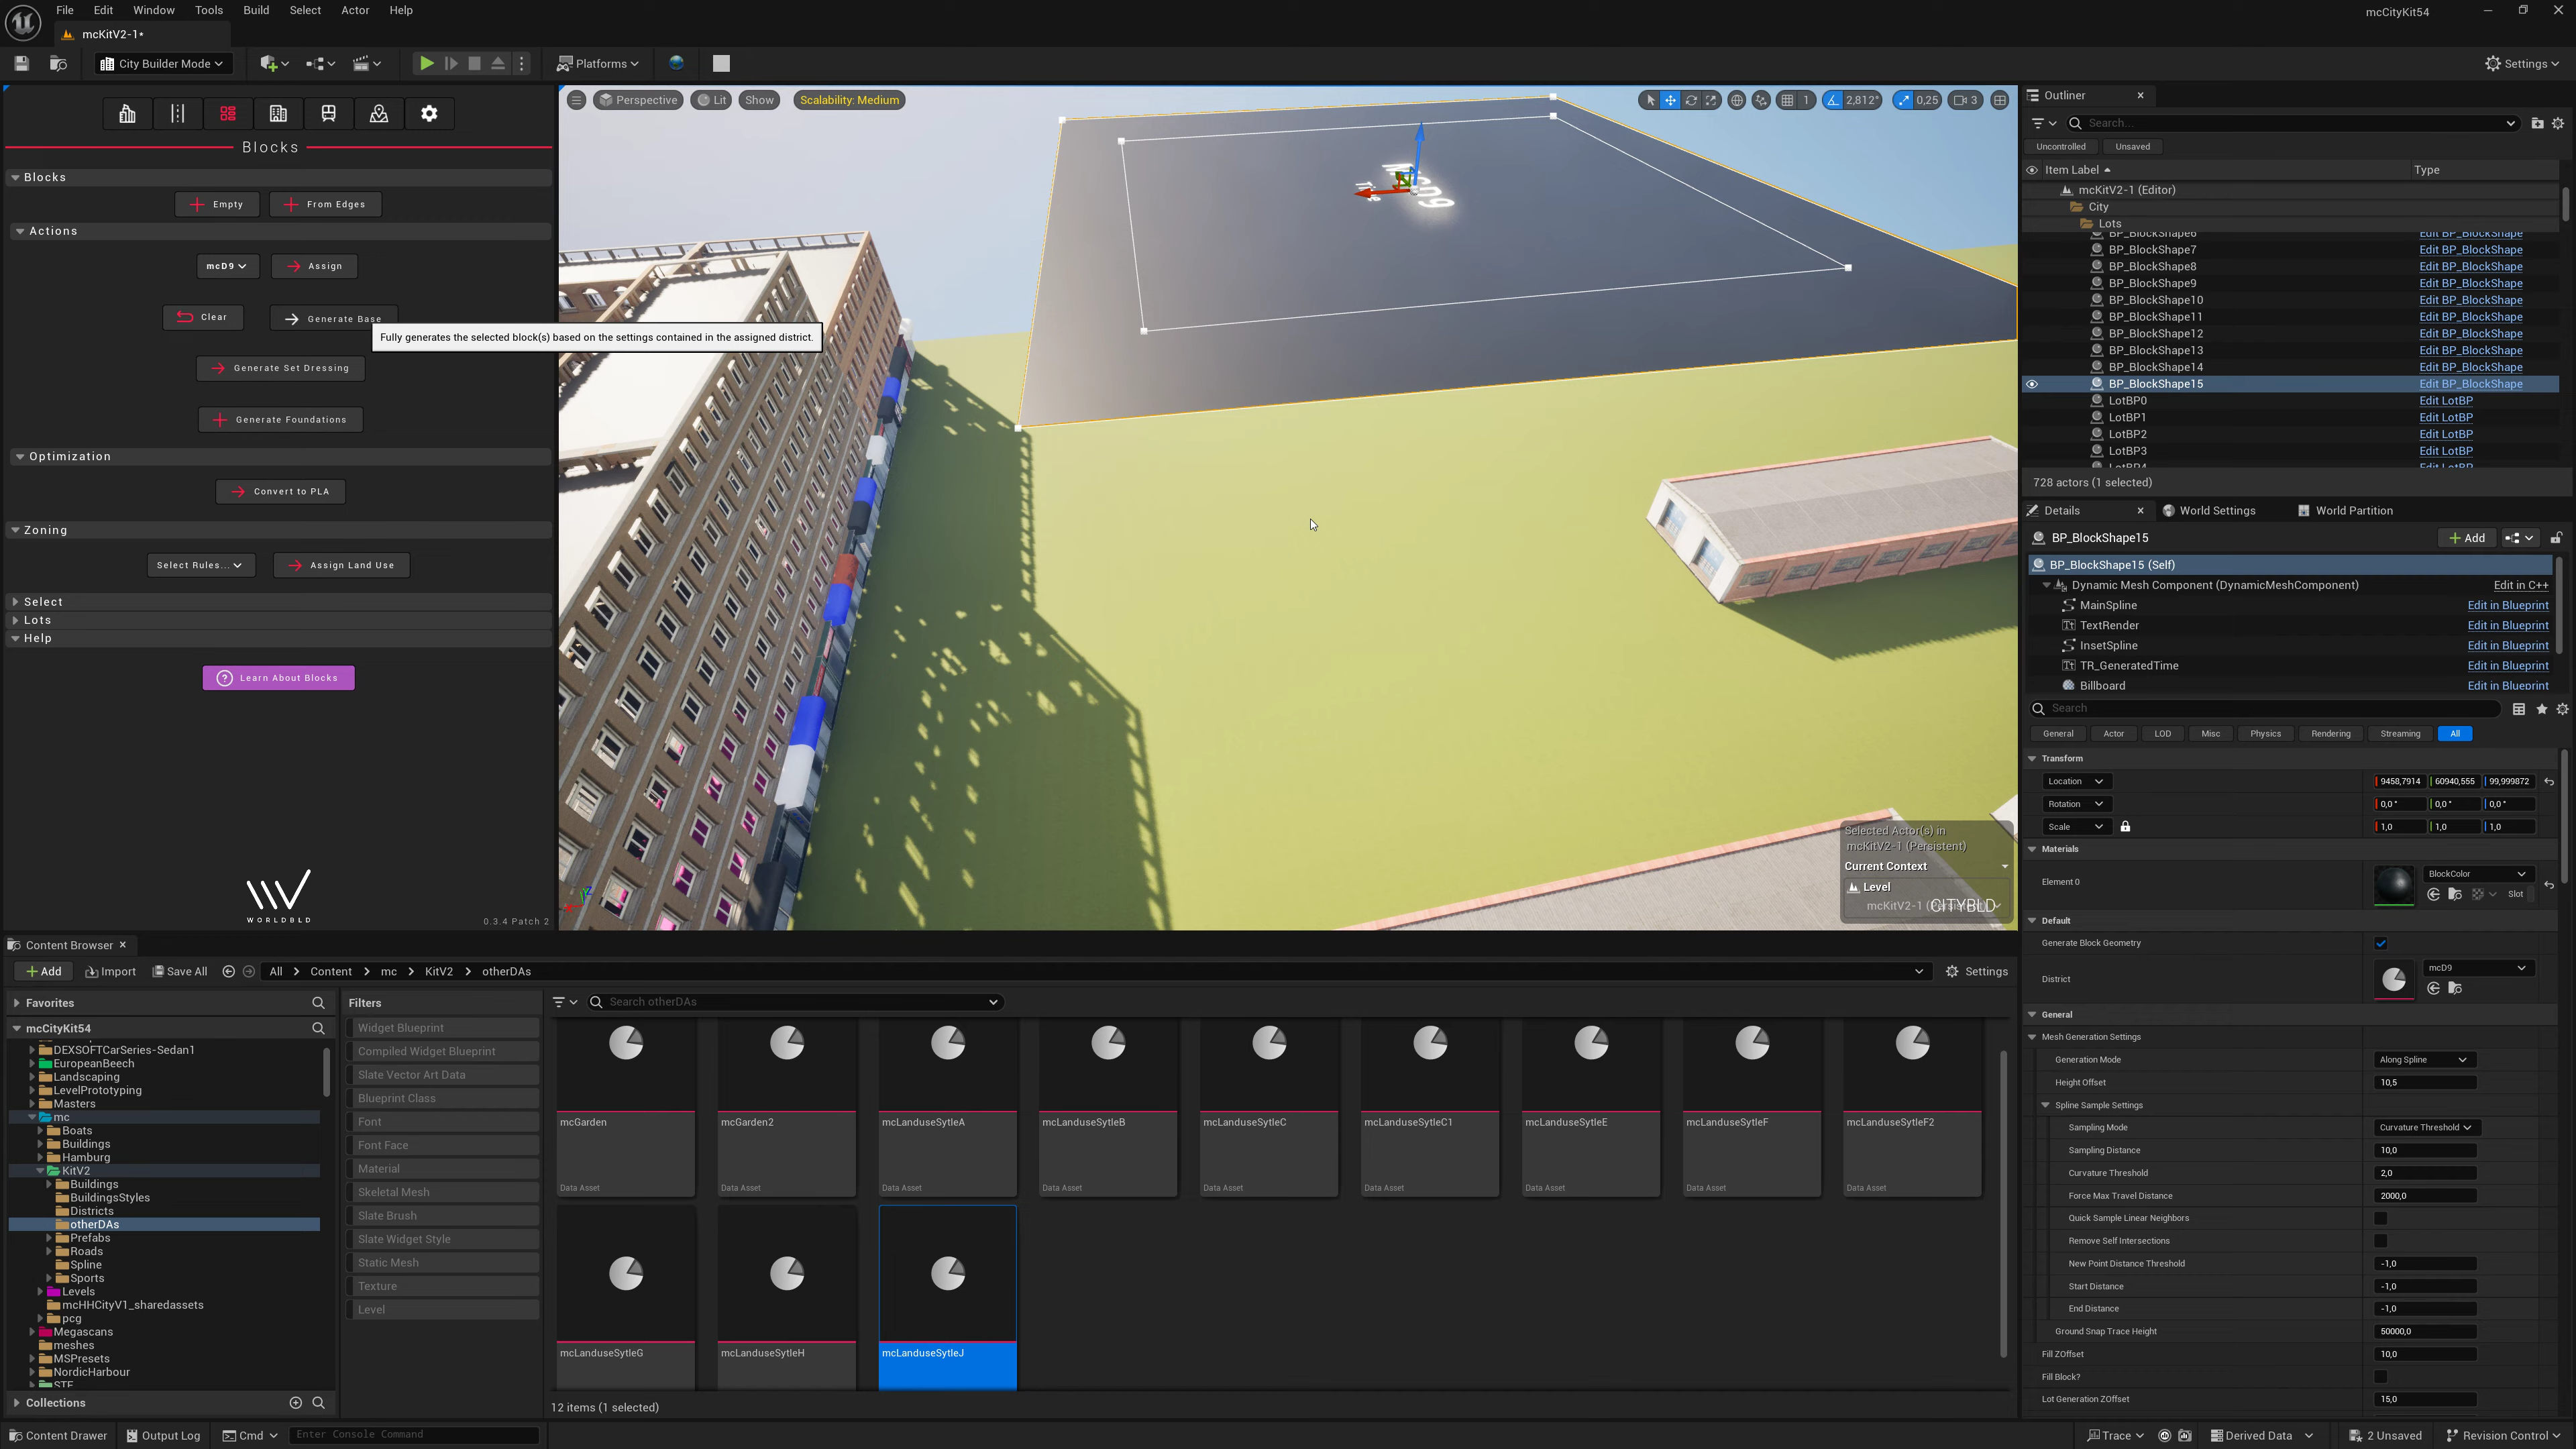 File Edit Window Tools Build Select Actor Help
mcCityKit54
mcKitV2-1*
City Builder Mode
Platforms
Settings
Blocks
Blocks
Empty
From Edges
Actions
mcD9
Assign
Clear
Generate Base
Fully generates the selected block(s) based on the settings contained in the assigned district.
Generate Set Dressing
Generate Foundations
Optimization
Convert to PLA
Zoning
Select Rules...
Assign Land Use
Select
Lots
Help
Learn About Blocks
WORLDBLD
0.3.4 Patch 2
Perspective
Lit
Show
Scalability: Medium
1
2,812°
0,25
3
Selected Actor(s) in
mcKitV2-1 (Persistent)
Current Context
Level
mcKitV2-1 (Persistent)
CITYBLD
Outliner
Search...
Uncontrolled
Unsaved
Item Label
Type
mcKitV2-1 (Editor)
City
Lots
BP_BlockShape6 Edit BP_BlockShape
BP_BlockShape7 Edit BP_BlockShape
BP_BlockShape8 Edit BP_BlockShape
BP_BlockShape9 Edit BP_BlockShape
BP_BlockShape10 Edit BP_BlockShape
BP_BlockShape11 Edit BP_BlockShape
BP_BlockShape12 Edit BP_BlockShape
BP_BlockShape13 Edit BP_BlockShape
BP_BlockShape14 Edit BP_BlockShape
BP_BlockShape15 Edit BP_BlockShape
LotBP0 Edit LotBP
LotBP1 Edit LotBP
LotBP2 Edit LotBP
LotBP3 Edit LotBP
LotBP4 Edit LotBP
728 actors (1 selected)
Details
World Settings
World Partition
BP_BlockShape15
Add
BP_BlockShape15 (Self)
Dynamic Mesh Component (DynamicMeshComponent) Edit in C++
MainSpline Edit in Blueprint
TextRender Edit in Blueprint
InsetSpline Edit in Blueprint
TR_GeneratedTime Edit in Blueprint
Billboard Edit in Blueprint
Search
General Actor LOD Misc Physics Rendering Streaming All
Transform
Location 9458,7914 60940,555 99,999872
Rotation 0,0 ° 0,0 ° 0,0 °
Scale 1,0 1,0 1,0
Materials
Element 0
BlockColor
Slot
Default
Generate Block Geometry
District
mcD9
General
Mesh Generation Settings
Generation Mode Along Spline
Height Offset 10,5
Spline Sample Settings
Sampling Mode Curvature Threshold
Sampling Distance 10,0
Curvature Threshold 2,0
Force Max Travel Distance 2000,0
Quick Sample Linear Neighbors
Remove Self Intersections
New Point Distance Threshold -1,0
Start Distance -1,0
End Distance -1,0
Ground Snap Trace Height 50000,0
Fill ZOffset 10,0
Fill Block?
Lot Generation ZOffset 15,0
Content Browser
Add
Import
Save All
All > Content > mc > KitV2 > otherDAs
Settings
Favorites
mcCityKit54
DEXSOFTCarSeries-Sedan1
EuropeanBeech
Landscaping
LevelPrototyping
Masters
mc
Boats
Buildings
Hamburg
KitV2
Buildings
BuildingsStyles
Districts
otherDAs
Prefabs
Roads
Spline
Sports
Levels
mcHHCityV1_sharedassets
pcg
Megascans
meshes
MSPresets
NordicHarbour
STF
Collections
Filters
Widget Blueprint
Compiled Widget Blueprint
Slate Vector Art Data
Blueprint Class
Font
Font Face
Material
Skeletal Mesh
Slate Brush
Slate Widget Style
Static Mesh
Texture
Level
Search otherDAs
mcGarden mcGarden2 mcLanduseSytleA mcLanduseSytleB mcLanduseSytleC mcLanduseSytleC1 mcLanduseSytleE mcLanduseSytleF mcLanduseSytleF2
Data Asset Data Asset Data Asset Data Asset Data Asset Data Asset Data Asset Data Asset Data Asset
mcLanduseSytleG mcLanduseSytleH mcLanduseSytleJ
12 items (1 selected)
Content Drawer
Output Log
Cmd
Enter Console Command
Trace
Derived Data
2 Unsaved
Revision Control